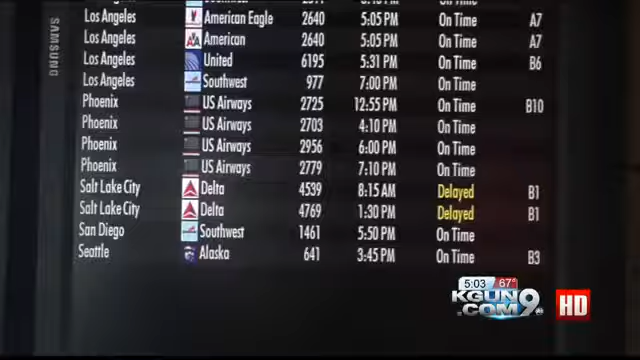 Los Angeles American Eagle 2640 5:05 PM On Time A7
Los Angeles American 2640 5:05 PM On Time A7
Los Angeles United 6195 5:31 PM On Time B6
Los Angeles Southwest 977 7:00 PM On Time
Phoenix US Airways 2725 12:55 PM On Time B10
Phoenix US Airways 2703 4:10 PM On Time
Phoenix US Airways 2956 6:00 PM On Time
Phoenix US Airways 2779 7:10 PM On Time
Salt Lake City Delta 4539 8:15 AM Delayed B1
Salt Lake City Delta 4769 1:30 PM Delayed B1
San Diego Southwest 1461 5:50 PM On Time
Seattle Alaska 641 3:45 PM On Time B3
SAMSUNG
5:03 67°
KGUN 9
.COM
HD